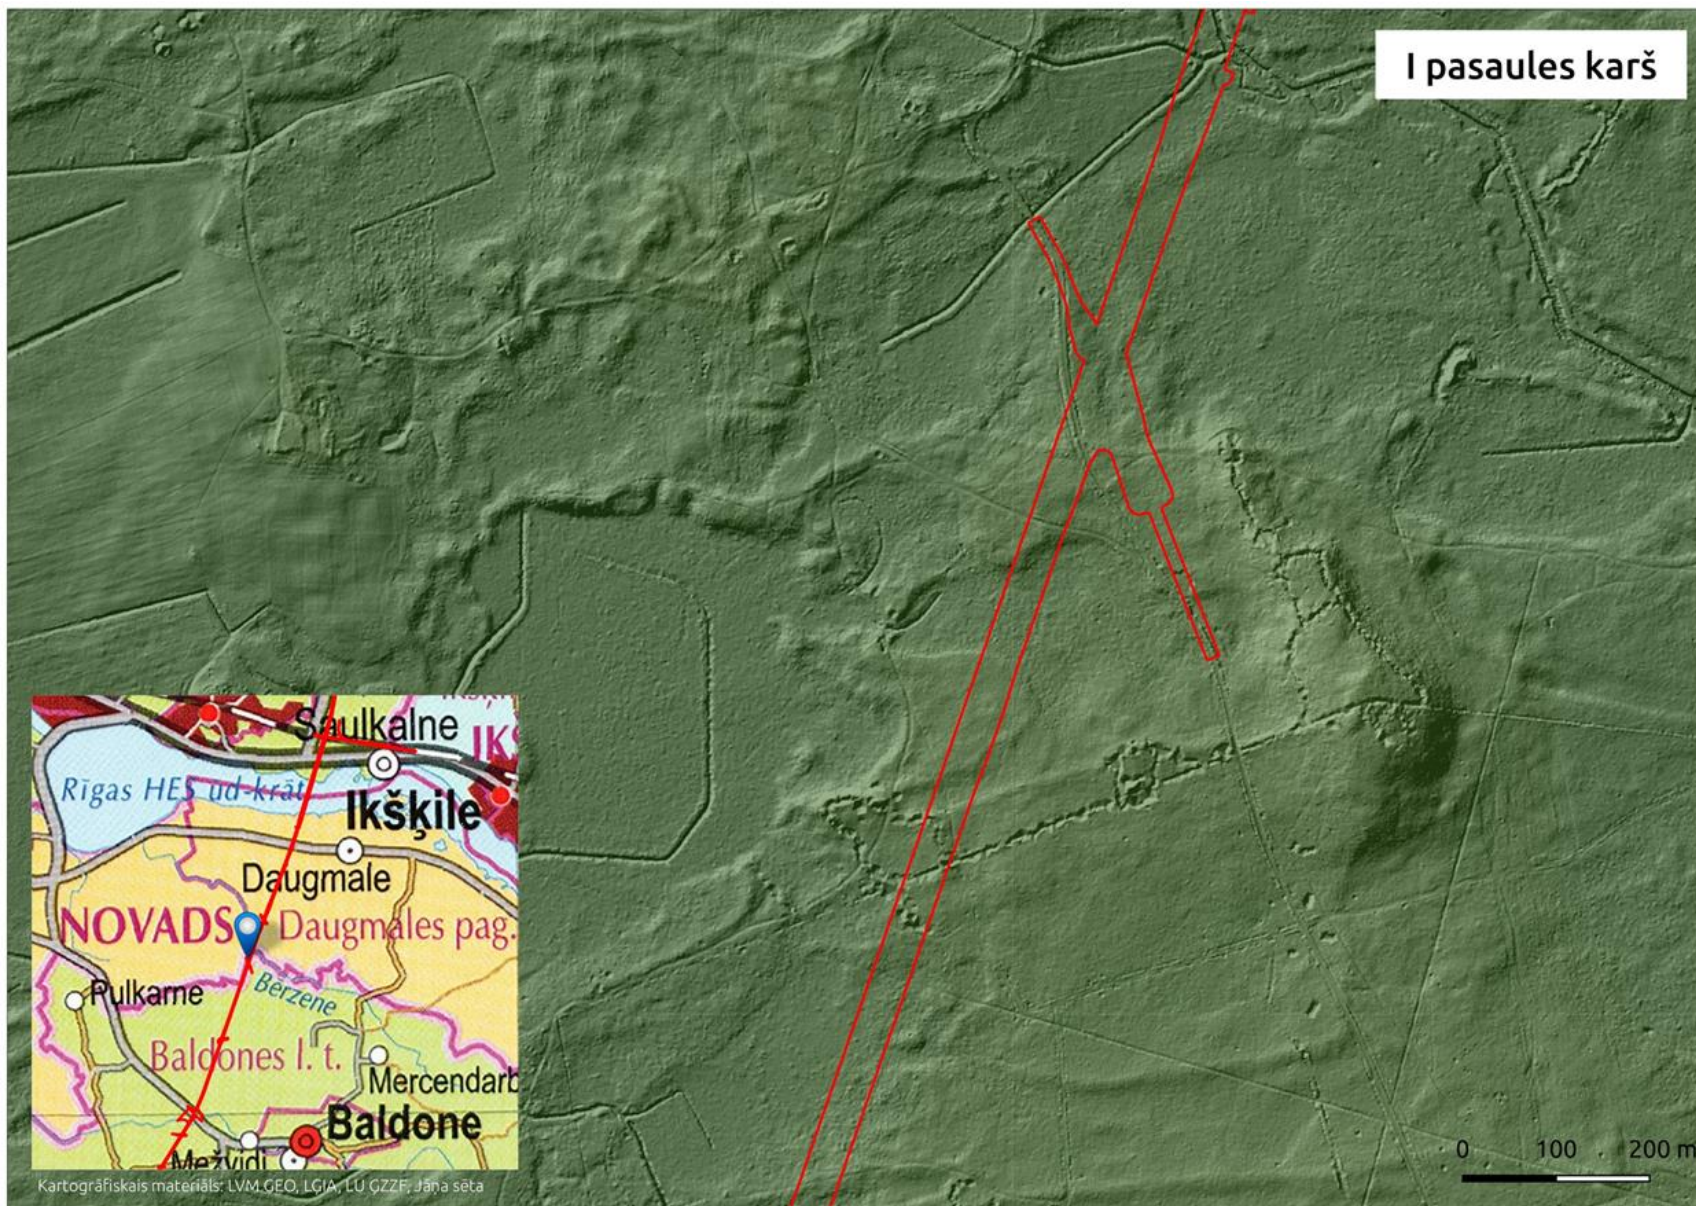 I pasaules karš
Saulkalne
Rīgas HES ūd-krāt
Ikšķile
Daugmale
NOVADS
Daugmales pag.
Pulkarne
Bērzene
Baldones l. t.
Mercendarb
Baldone
Mežvidi
0 100 200 m
Kartogrāfiskais materiāls: LVM GEO, LĢIA, LU ĢZZF, Jāņa sēta